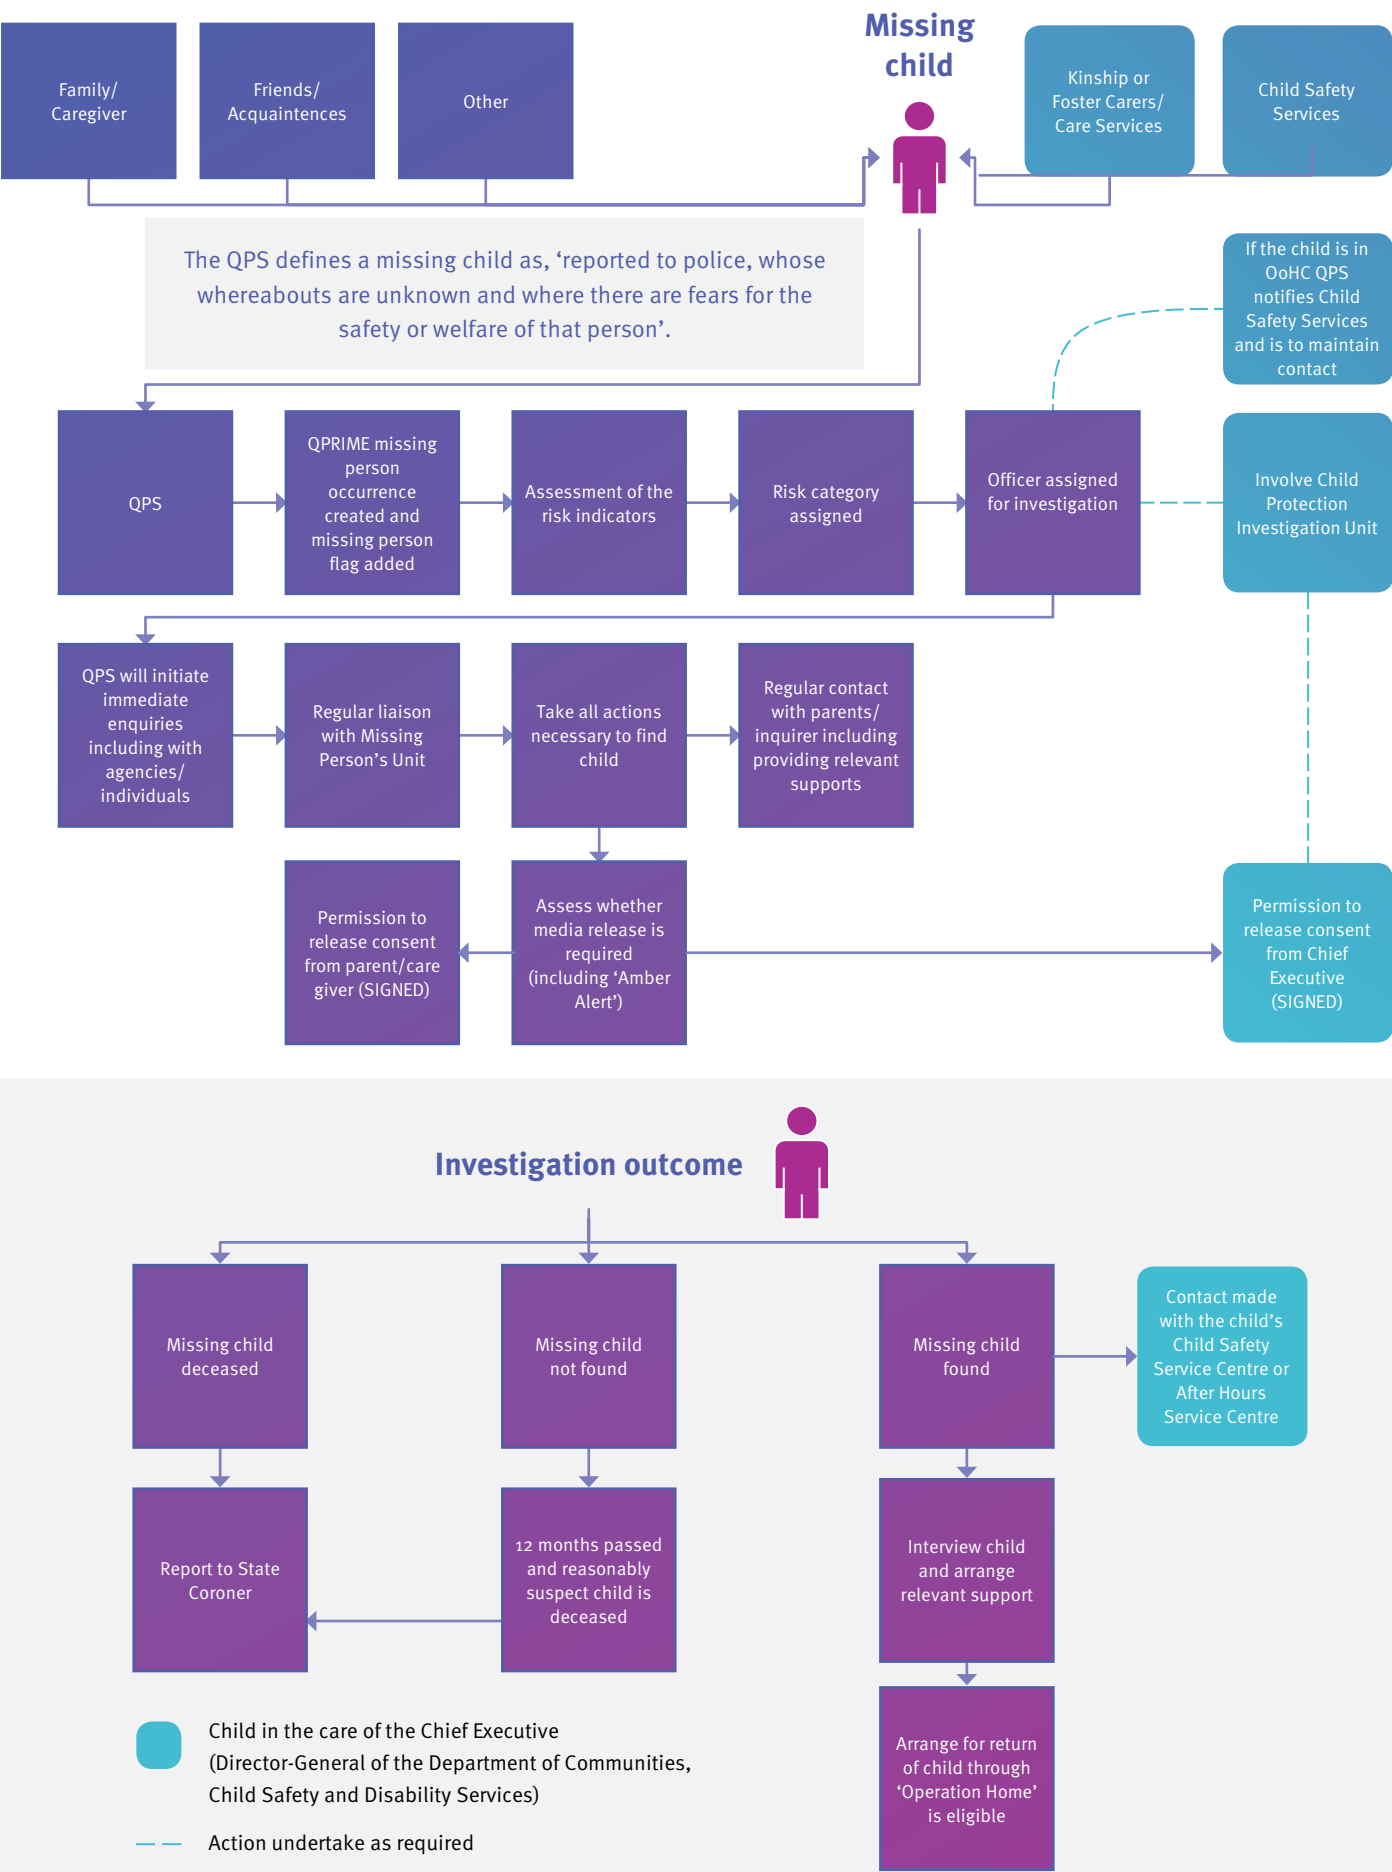 Missing
child
Family/
Caregiver
Friends/
Acquaintences
Other
Kinship or
Foster Carers/
Care Services
Child Safety
Services
The QPS defines a missing child as, ‘reported to police, whose
whereabouts are unknown and where there are fears for the
safety or welfare of that person’.
If the child is in
OoHC QPS
notifies Child
Safety Services
and is to maintain
contact
QPS
QPRIME missing
person
occurrence
created and
missing person
flag added
Assessment of the
risk indicators
Risk category
assigned
Officer assigned
for investigation
Involve Child
Protection
Investigation Unit
QPS will initiate
immediate
enquiries
including with
agencies/
individuals
Regular liaison
with Missing
Person’s Unit
Take all actions
necessary to find
child
Regular contact
with parents/
inquirer including
providing relevant
supports
Permission to
release consent
from parent/care
giver (SIGNED)
Assess whether
media release is
required
(including ‘Amber
Alert’)
Permission to
release consent
from Chief
Executive
(SIGNED)
Investigation outcome
Missing child
deceased
Missing child
not found
Missing child
found
Contact made
with the child’s
Child Safety
Service Centre or
After Hours
Service Centre
Report to State
Coroner
12 months passed
and reasonably
suspect child is
deceased
Interview child
and arrange
relevant support
Arrange for return
of child through
‘Operation Home’
is eligible
Child in the care of the Chief Executive
(Director-General of the Department of Communities,
Child Safety and Disability Services)
Action undertake as required